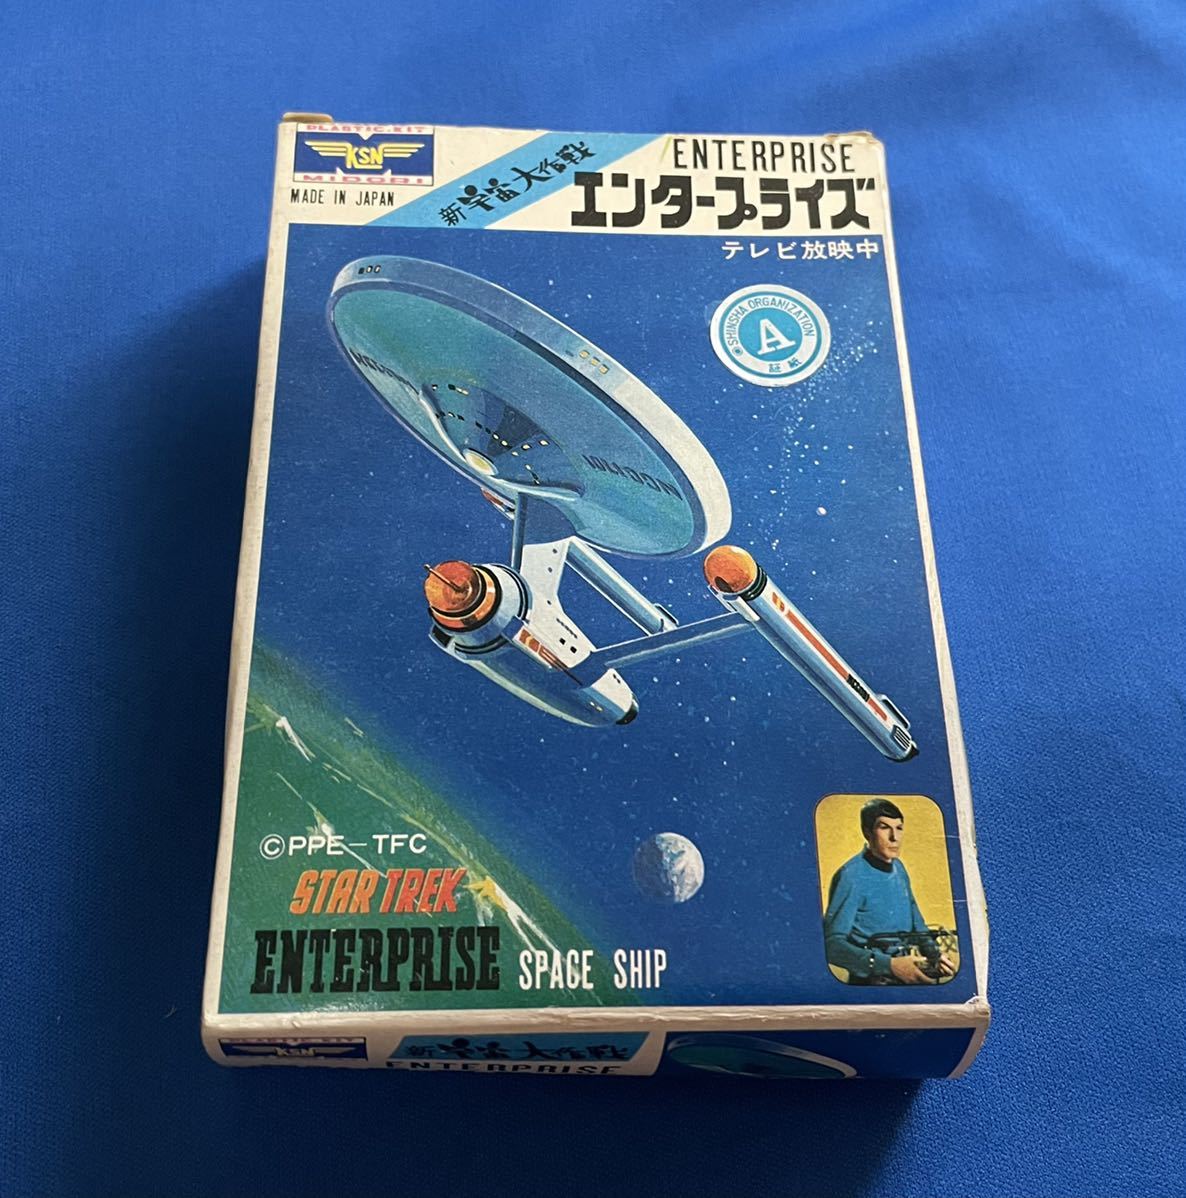 PLASTIC.KIT
KSN
MIDORI
MADE IN JAPAN
新宇宙大作戦
ENTERPRISE
エンタープライズ
テレビ放映中
SHINSHA ORGANIZATION
A
証紙
NCC-1701
©PPE-TFC
STAR TREK
ENTERPRISE SPACE SHIP
KSN
新宇宙大作戦
ENTERPRISE